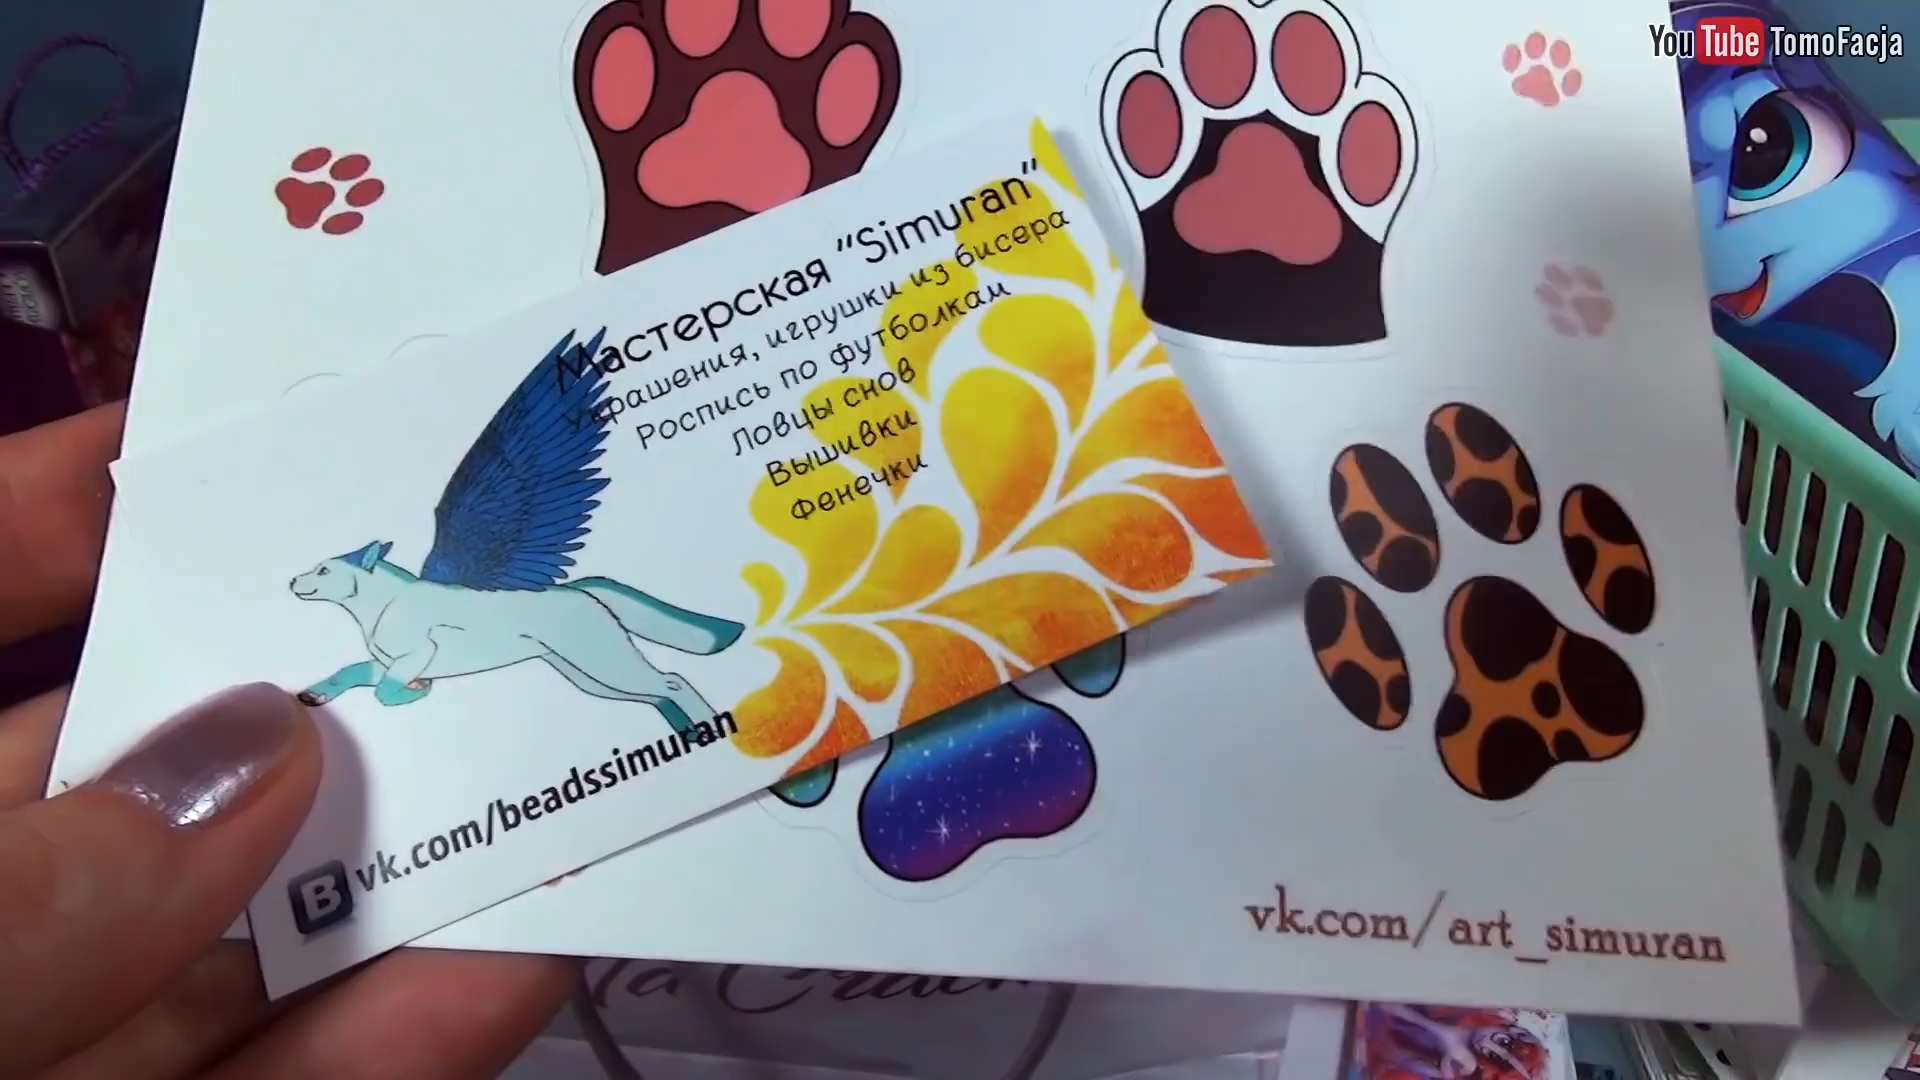 YouTube TomoFacja
Мастерская "Simuran"
Украшения, игрушки из бисера
Роспись по футболкам
Ловцы снов
Вышивки
Фенечки
B vk.com/beadssimuran
vk.com/art_simuran